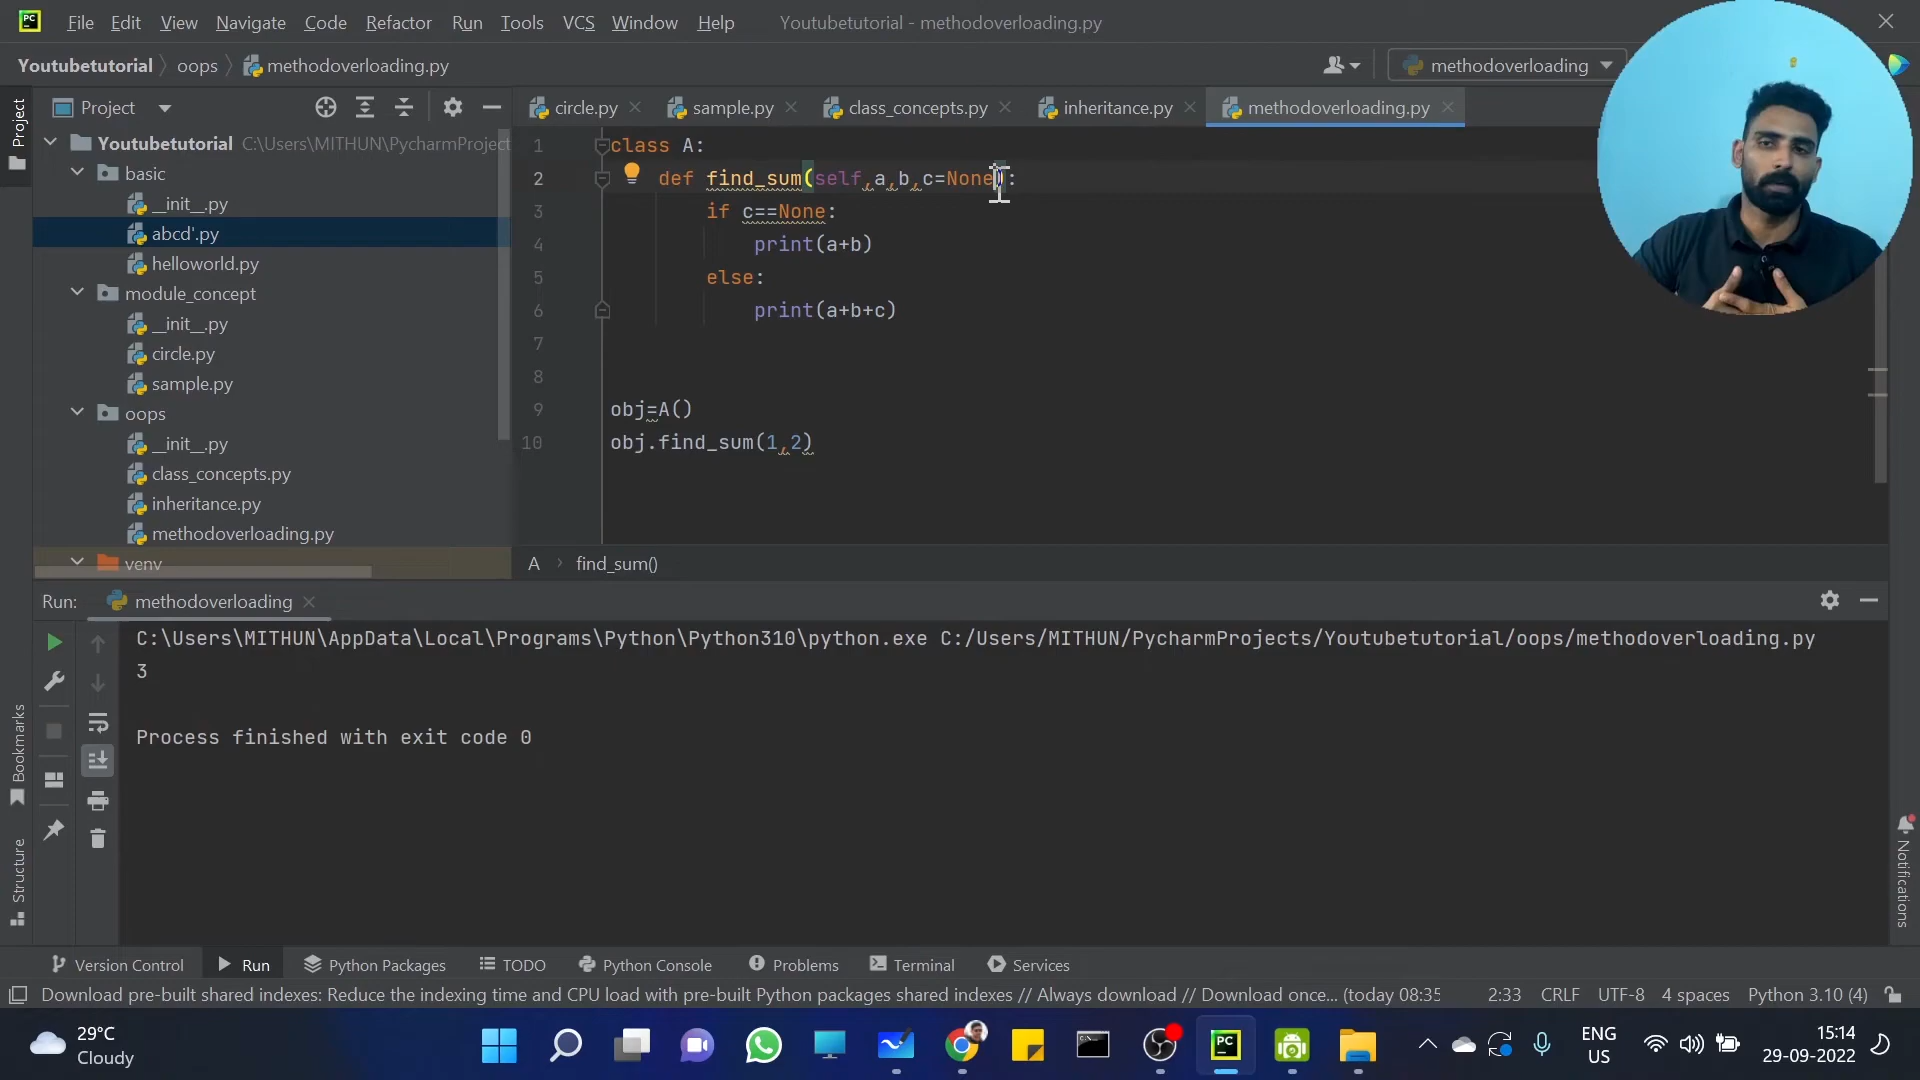 PC File Edit View Navigate Code Refactor Run Tools VCS Window Help Youtubetutorial - methodoverloading.py
Youtubetutorial oops methodoverloading.py methodoverloading
Project
Project
circle.py sample.py class_concepts.py inheritance.py methodoverloading.py
Youtubetutorial C:\Users\MITHUN\PycharmProject
basic
__init__.py
abcd'.py
helloworld.py
module_concept
__init__.py
circle.py
sample.py
oops
__init__.py
class_concepts.py
inheritance.py
methodoverloading.py
venv
1 class A:
2 def find_sum(self,a,b,c=None):
3 if c==None:
4 print(a+b)
5 else:
6 print(a+b+c)
7
8
9 obj=A()
10 obj.find_sum(1,2)
A find_sum()
Run: methodoverloading
C:\Users\MITHUN\AppData\Local\Programs\Python\Python310\python.exe C:/Users/MITHUN/PycharmProjects/Youtubetutorial/oops/methodoverloading.py
3
Process finished with exit code 0
Bookmarks
Structure
Notifications
Version Control Run Python Packages TODO Python Console Problems Terminal Services
Download pre-built shared indexes: Reduce the indexing time and CPU load with pre-built Python packages shared indexes // Always download // Download once... (today 08:35 2:33 CRLF UTF-8 4 spaces Python 3.10 (4)
29°C
Cloudy
PC
ENG
US
15:14
29-09-2022